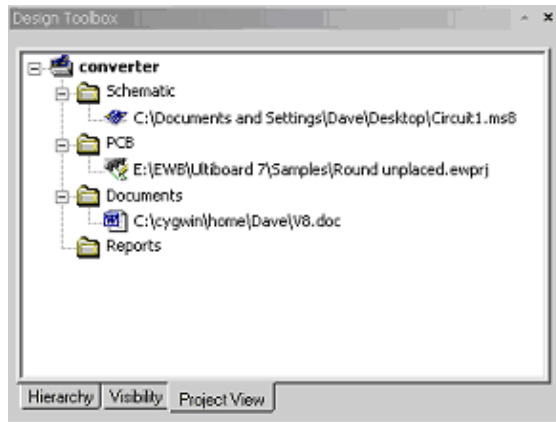 Design Toolbox
converter
Schematic
C:\Documents and Settings\Dave\Desktop\Circuit1.ms8
PCB
E:\EWB\Ultiboard 7\Samples\Round unplaced.ewprj
Documents
C:\cygwin\home\Dave\V8.doc
Reports
Hierarchy Visibility Project View